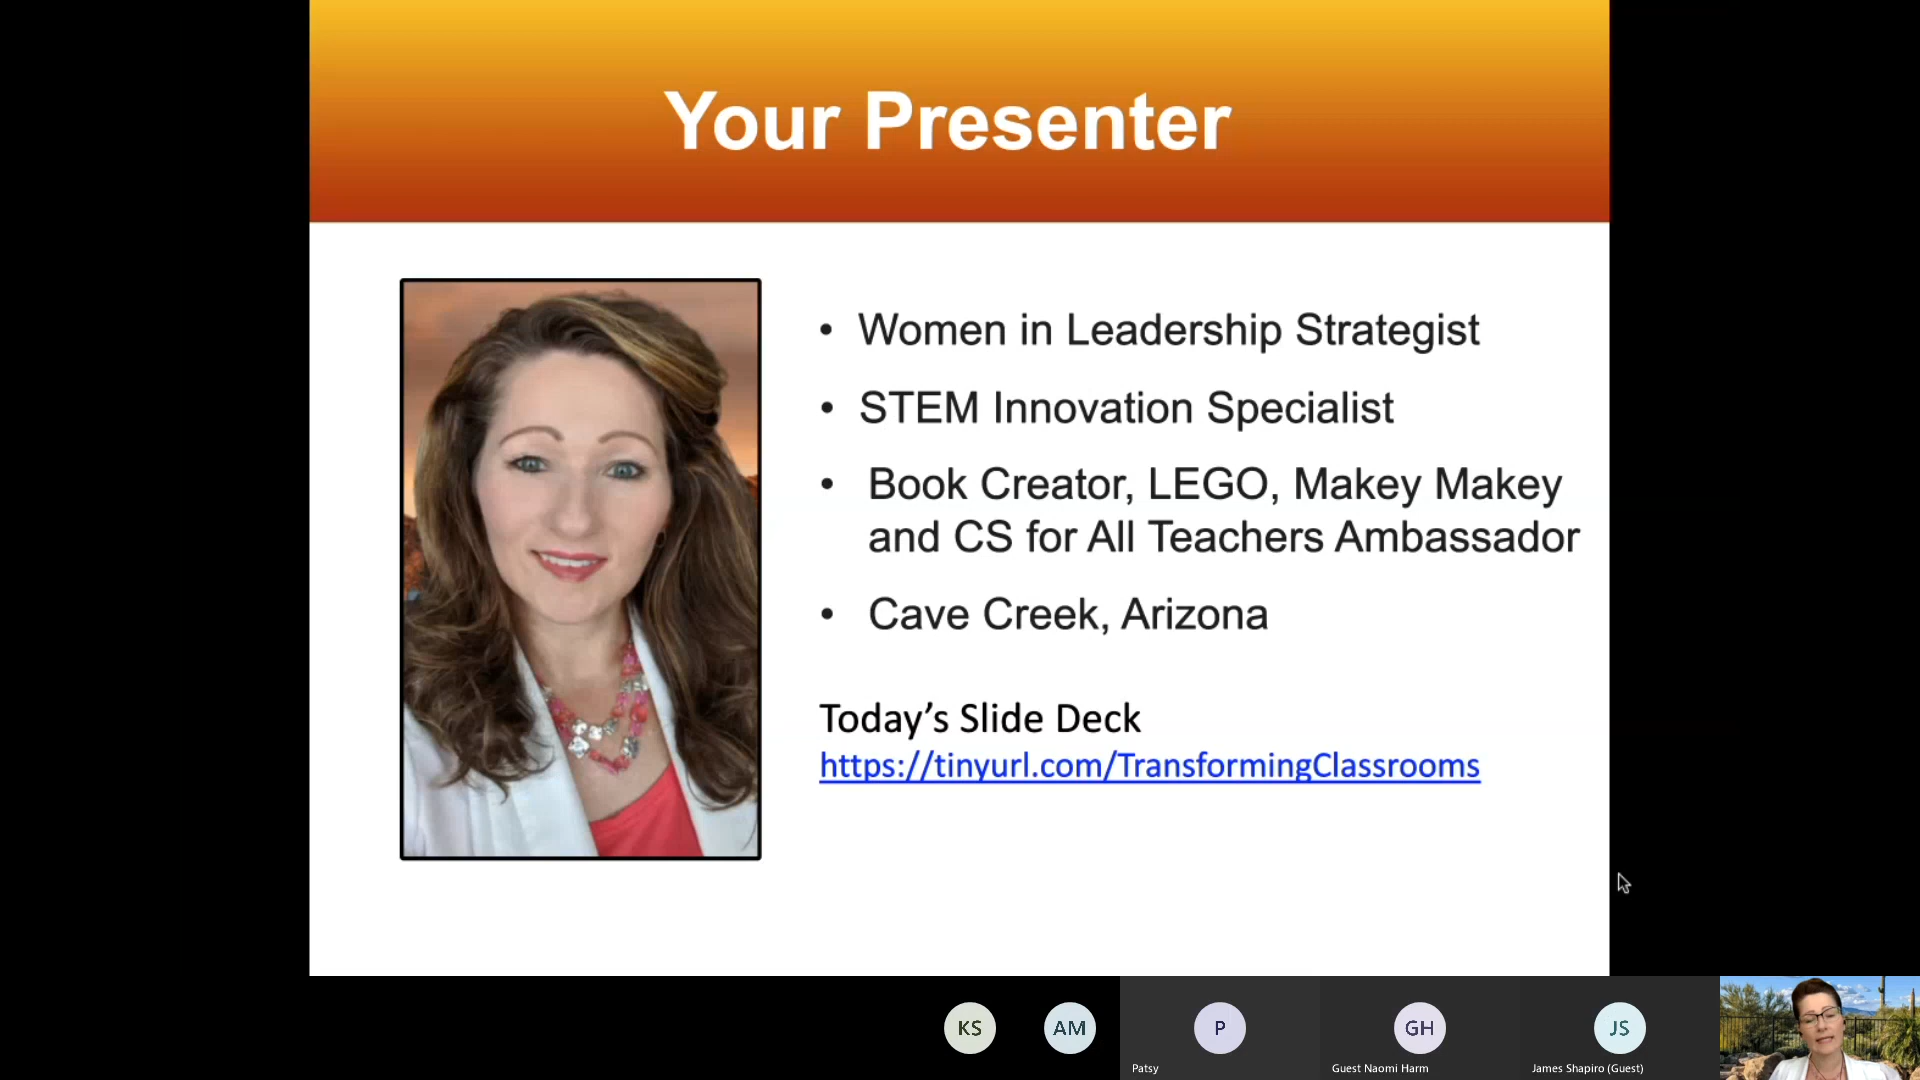 Your Presenter
• Women in Leadership Strategist
• STEM Innovation Specialist
• Book Creator, LEGO, Makey Makey
and CS for All Teachers Ambassador
• Cave Creek, Arizona
Today’s Slide Deck
https://tinyurl.com/TransformingClassrooms
KS
AM
P
GH
JS
Patsy
Guest Naomi Harm
James Shapiro (Guest)